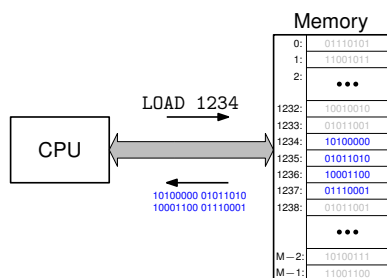 Memory
0: 01110101
1: 11001011
2: •••
LOAD 1234
1232: 10010010
1233: 01011001
CPU
1234: 10100000
1235: 01011010
1236: 10001100
1237: 01110001
10100000 01011010
10001100 01110001
1238: 01011001
•••
M−2: 10100111
M−1: 11001100